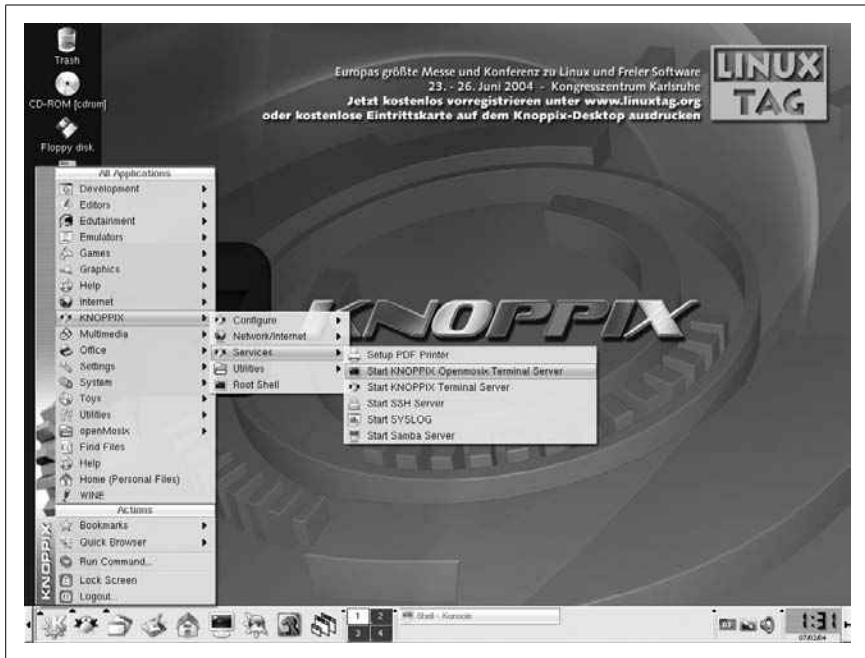 Trash
CD-ROM [cdrom]
Floppy disk
Europas größte Messe und Konferenz zu Linux und Freier Software
23. - 26. Juni 2004 - Kongresszentrum Karlsruhe
Jetzt kostenlos vorregistrieren unter www.linuxtag.org
oder kostenlose Eintrittskarte auf dem Knoppix-Desktop ausdrucken
LINUX
TAG
KNOPPIX
All Applications
Development
Editors
Edutainment
Emulators
Games
Graphics
Help
Internet
KNOPPIX
Multimedia
Office
Settings
System
Toys
Utilities
openMosix
Find Files
Help
Home (Personal Files)
WINE
Actions
Bookmarks
Quick Browser
Run Command...
Lock Screen
Logout...
KNOPPIX
Configure
Network/Internet
Services
Utilities
Root Shell
Setup PDF Printer
Start KNOPPIX Openmosix Terminal Server
Start KNOPPIX Terminal Server
Start SSH Server
Start SYSLOG
Start Samba Server
1 2
3 4
Shell - Konsole
1:31
07/02/04